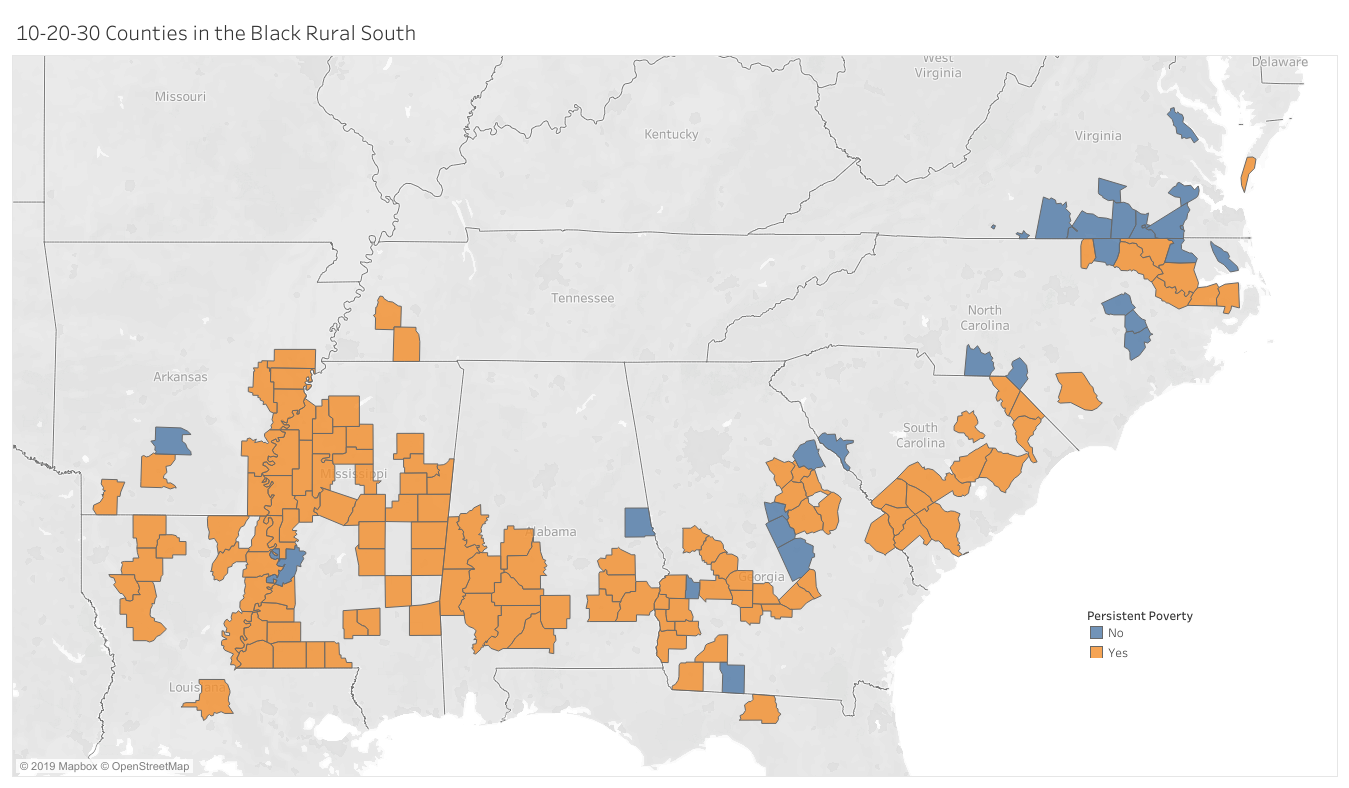 10-20-30 Counties in the Black Rural South
West
Virginia
Delaware
Missouri
Kentucky
Virginia
Tennessee
North
Carolina
Arkansas
South
Carolina
Mississippi
Alabama
Georgia
Louisiana
Persistent Poverty
No
Yes
© 2019 Mapbox © OpenStreetMap